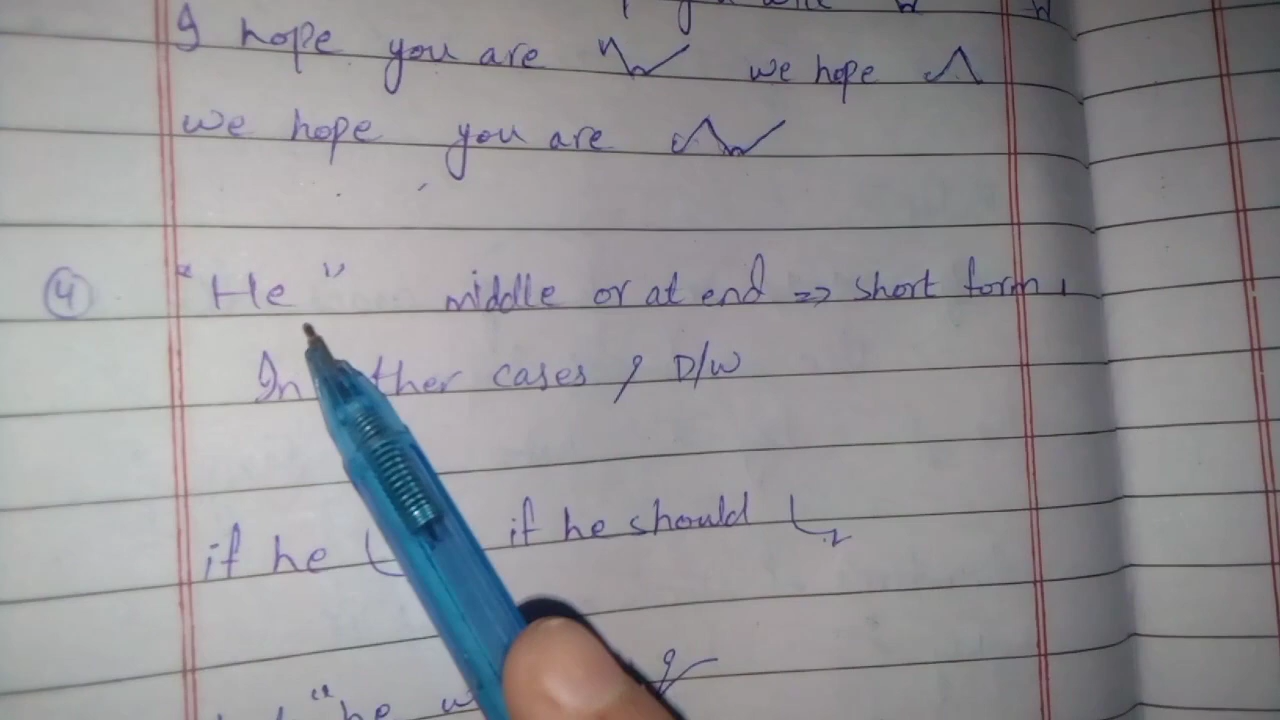 I hope you are we hope
we hope you are
④ "He" middle or at end => short form,
In cases, D/W
if he if he should
"he